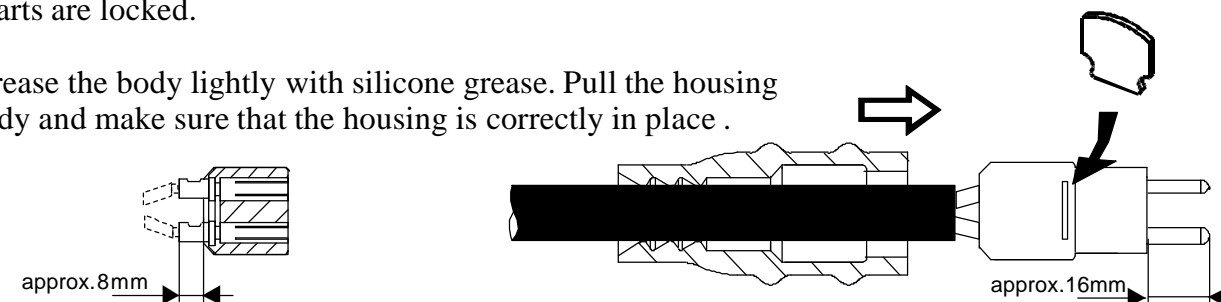 arts are locked.
rease the body lightly with silicone grease. Pull the housing
dy and make sure that the housing is correctly in place .
approx.8mm
approx.16mm